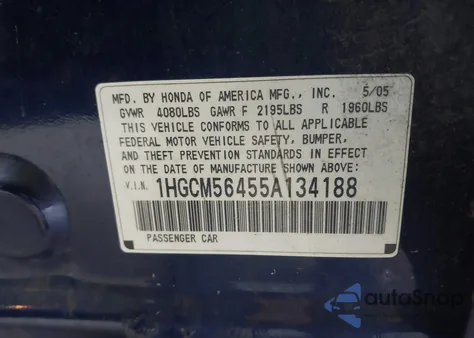 MFD. BY HONDA OF AMERICA MFG., INC. 5/05
GVWR 4080LBS GAWR F 2195LBS R 1960LBS
THIS VEHICLE CONFORMS TO ALL APPLICABLE
FEDERAL MOTOR VEHICLE SAFETY, BUMPER,
AND THEFT PREVENTION STANDARDS IN EFFECT
ON THE DATE OF MANUFACTURE SHOWN ABOVE.
V.I.N. 1HGCM56455A134188
PASSENGER CAR
autoSnap